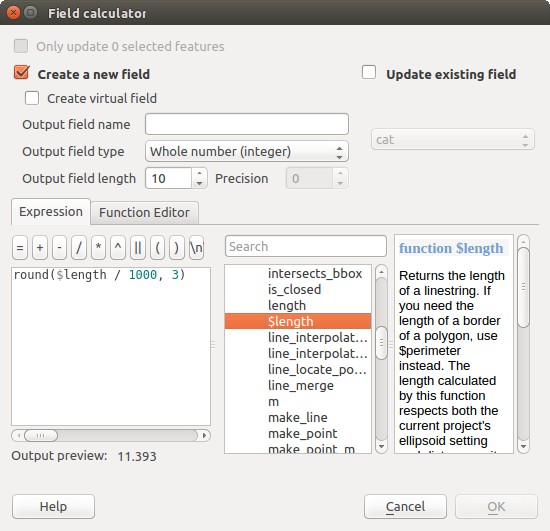 Field calculator
Only update 0 selected features
Create a new field
Update existing field
Create virtual field
Output field name
cat
Output field type
Whole number (integer)
Output field length
10
Precision
0
Expression
Function Editor
= + - / * ^ || ( ) '\n'
Search
function $length
round($length / 1000, 3)
intersects_bbox
is_closed
length
$length
line_interpolat...
line_interpolat...
line_locate_po...
line_merge
m
make_line
make_point
make_point_m
Returns the length
of a linestring. If
you need the
length of a border
of a polygon, use
$perimeter
instead. The
length calculated
by this function
respects both the
current project's
ellipsoid setting
Output preview: 11.393
Help
Cancel
OK